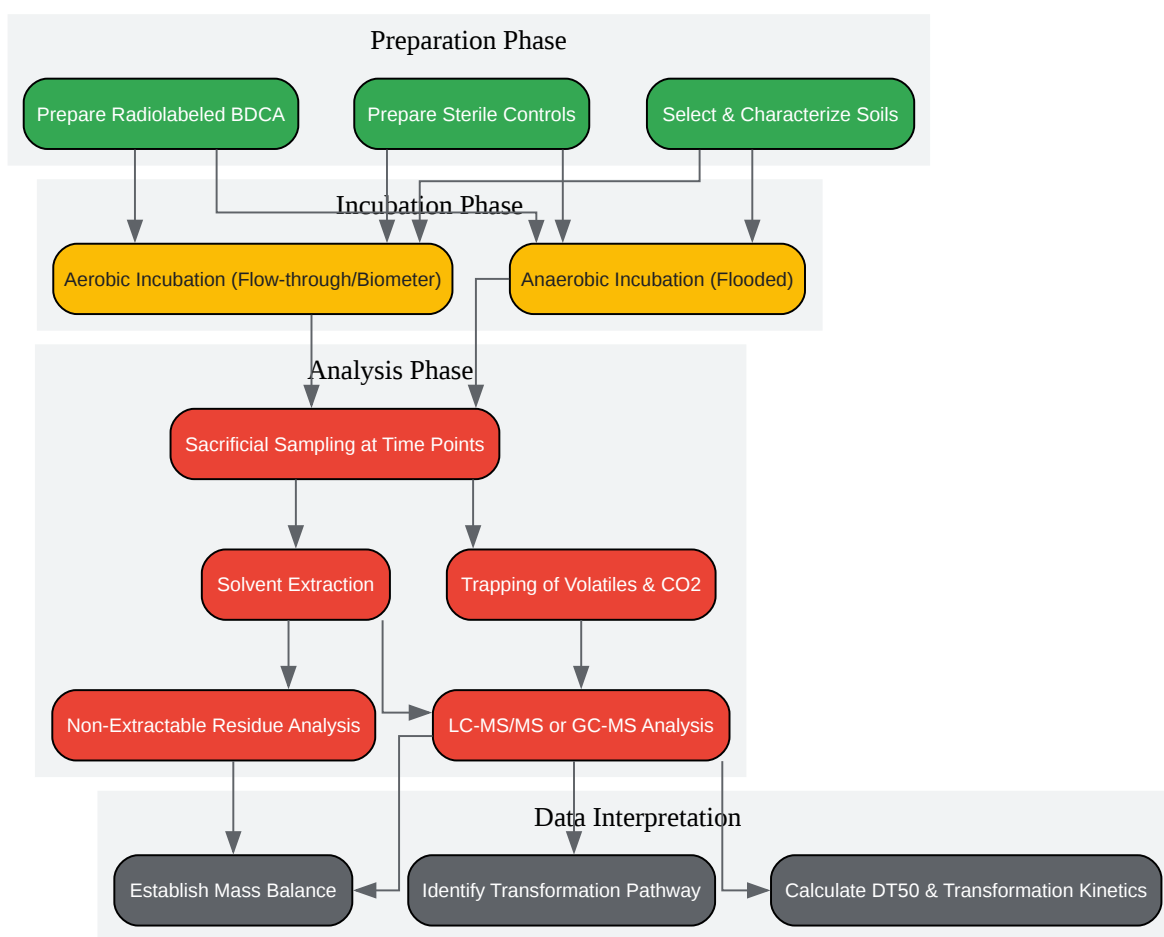 Preparation Phase
Prepare Radiolabeled BDCA
Prepare Sterile Controls
Select & Characterize Soils
Incubation Phase
Aerobic Incubation (Flow-through/Biometer)
Anaerobic Incubation (Flooded)
Analysis Phase
Sacrificial Sampling at Time Points
Solvent Extraction
Trapping of Volatiles & CO2
Non-Extractable Residue Analysis
LC-MS/MS or GC-MS Analysis
Data Interpretation
Establish Mass Balance
Identify Transformation Pathway
Calculate DT50 & Transformation Kinetics